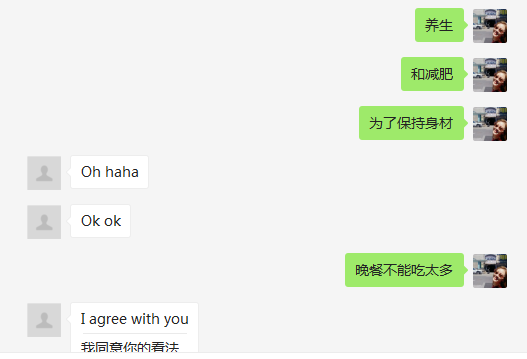 养生
和减肥
为了保持身材
Oh haha
Ok ok
晚餐不能吃太多
I agree with you
我同意你的看法